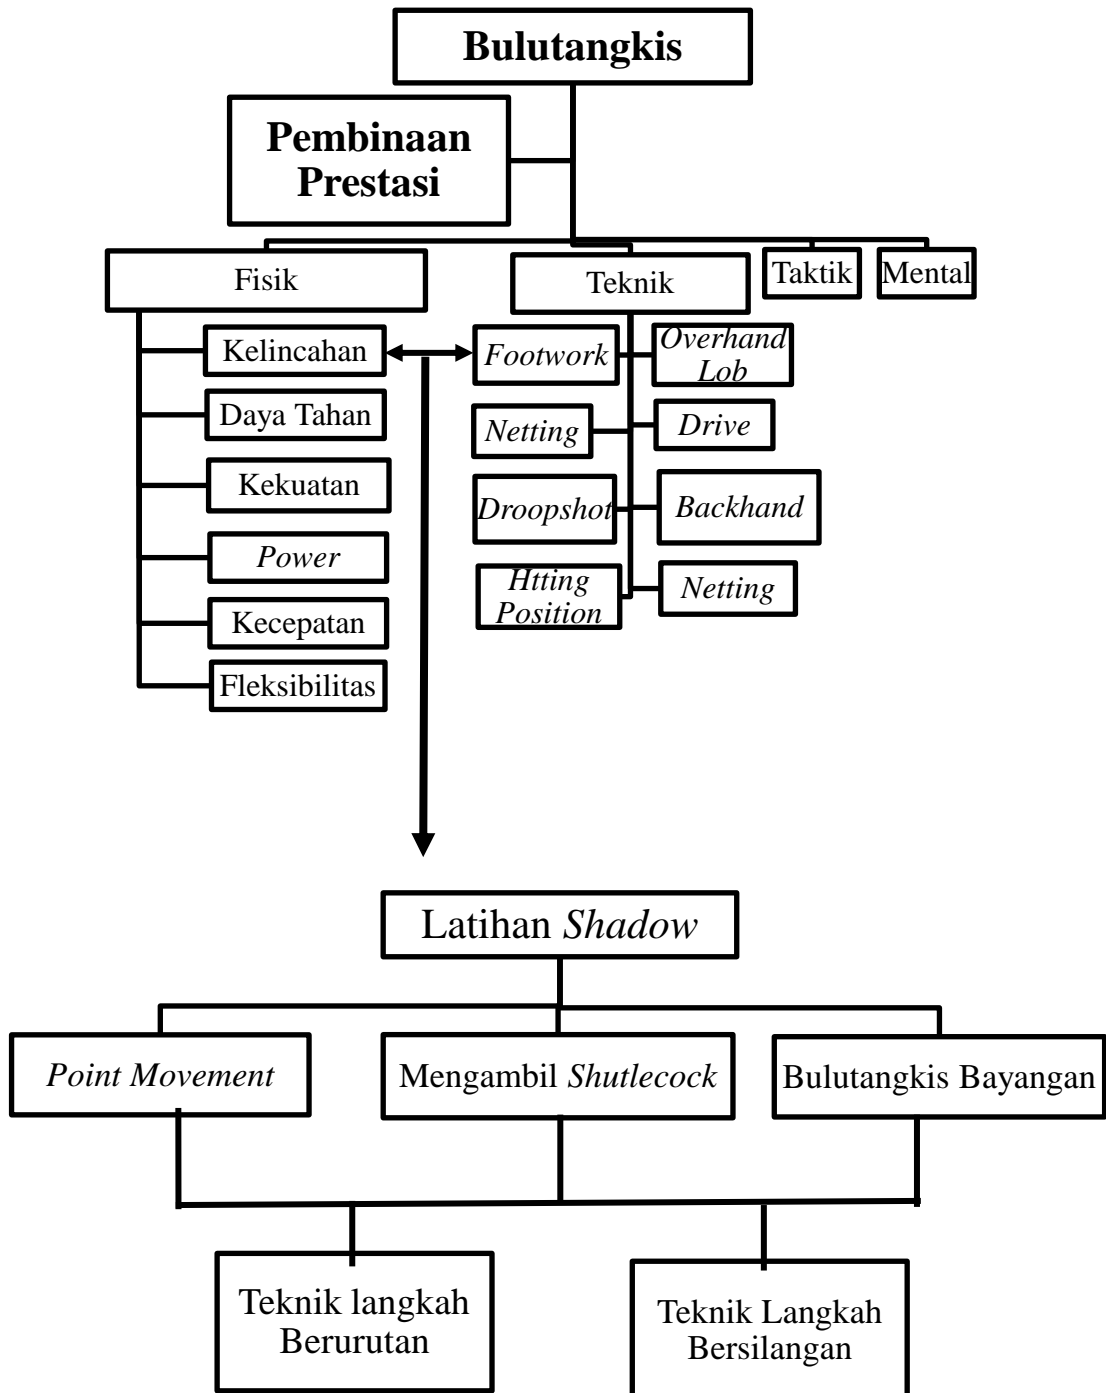 Bulutangkis
Pembinaan
Prestasi
Fisik
Teknik
Taktik
Mental
Kelincahan
Footwork
Overhand
Lob
Daya Tahan
Netting
Drive
Kekuatan
Droopshot
Backhand
Power
Htting
Position
Netting
Kecepatan
Fleksibilitas
Latihan Shadow
Point Movement
Mengambil Shutlecock
Bulutangkis Bayangan
Teknik langkah
Berurutan
Teknik Langkah
Bersilangan